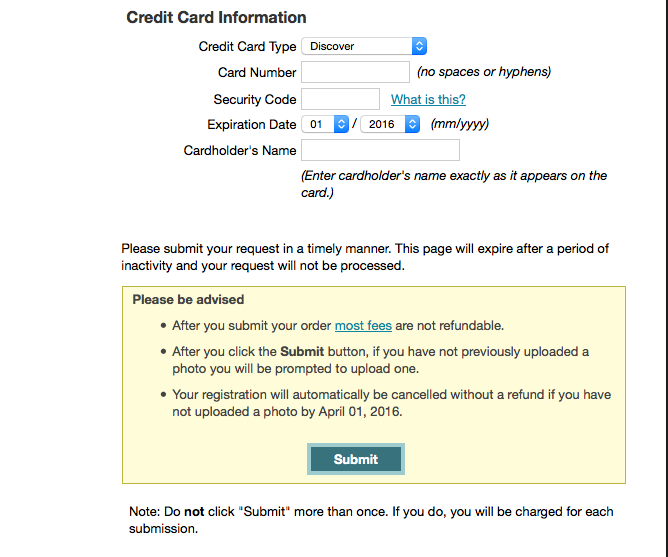 Credit Card Information
Credit Card Type Discover
Card Number (no spaces or hyphens)
Security Code What is this?
Expiration Date 01 / 2016 (mm/yyyy)
Cardholder's Name
(Enter cardholder's name exactly as it appears on the
card.)
Please submit your request in a timely manner. This page will expire after a period of
inactivity and your request will not be processed.
Please be advised
• After you submit your order most fees are not refundable.
• After you click the Submit button, if you have not previously uploaded a
photo you will be prompted to upload one.
• Your registration will automatically be cancelled without a refund if you have
not uploaded a photo by April 01, 2016.
Submit
Note: Do not click "Submit" more than once. If you do, you will be charged for each
submission.